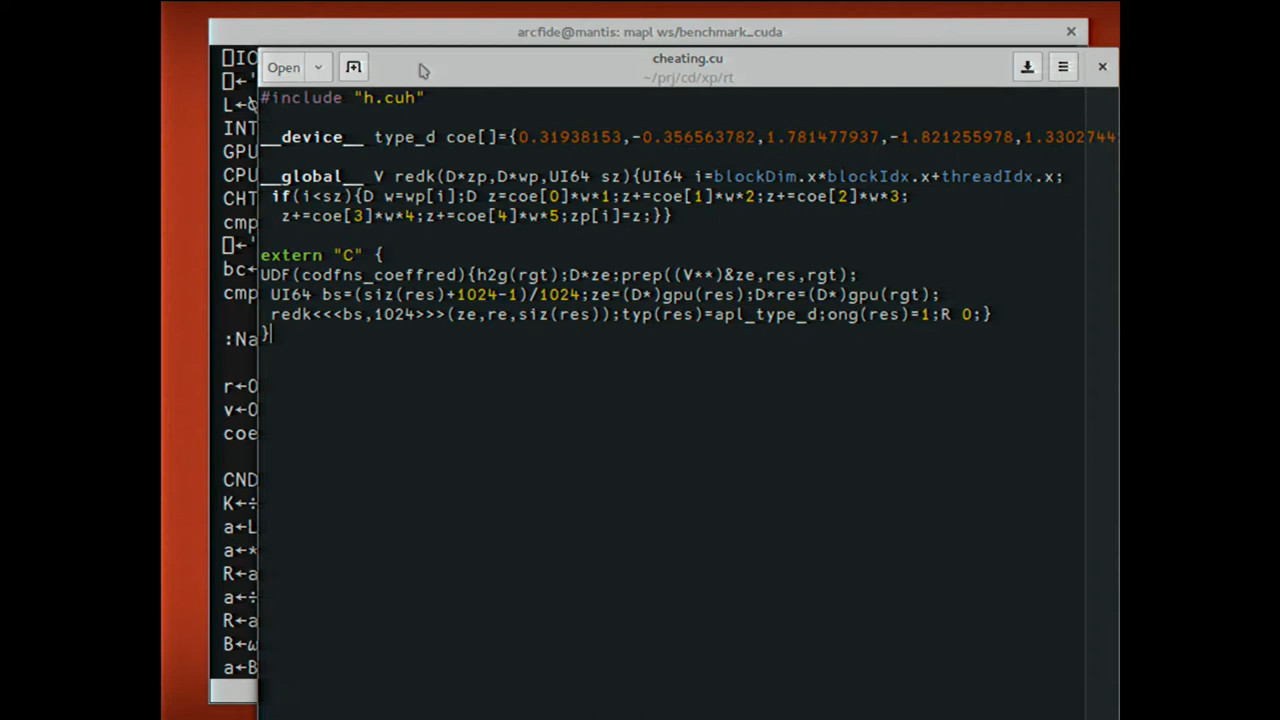 arcfide@mantis: mapl ws/benchmark_cuda
Open
cheating.cu
~/prj/cd/xp/rt
#include "h.cuh"
__device__ type_d coe[]={0.31938153,-0.356563782,1.781477937,-1.821255978,1.3302744
__global__ V redk(D*zp,D*wp,UI64 sz){UI64 i=blockDim.x*blockIdx.x+threadIdx.x;
if(i<sz){D w=wp[i];D z=coe[0]*w*1;z+=coe[1]*w*2;z+=coe[2]*w*3;
z+=coe[3]*w*4;z+=coe[4]*w*5;zp[i]=z;}}
extern "C" {
UDF(codfns_coeffred){h2g(rgt);D*ze;prep((V**)&ze,res,rgt);
UI64 bs=(siz(res)+1024-1)/1024;ze=(D*)gpu(res);D*re=(D*)gpu(rgt);
redk<<<bs,1024>>>(ze,re,siz(res));typ(res)=apl_type_d;ong(res)=1;R 0;}
}
⎕IO
⎕←'
L←
INT
GPU
CPU
CHT
cmp
⎕←'
bc←
cmp
:Na
r←0
v←0
coe
CND
K←÷
a←L
a←*
R←a
a←÷
R←a
B←⍵
a←B